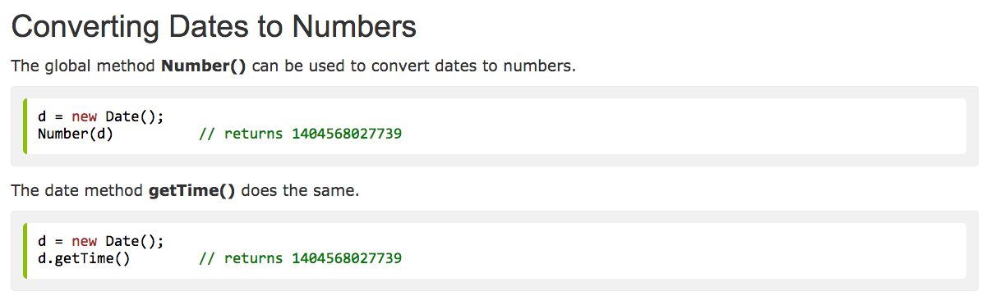 Converting Dates to Numbers
The global method Number() can be used to convert dates to numbers.
d = new Date();
Number(d)          // returns 1404568027739
The date method getTime() does the same.
d = new Date();
d.getTime()        // returns 1404568027739